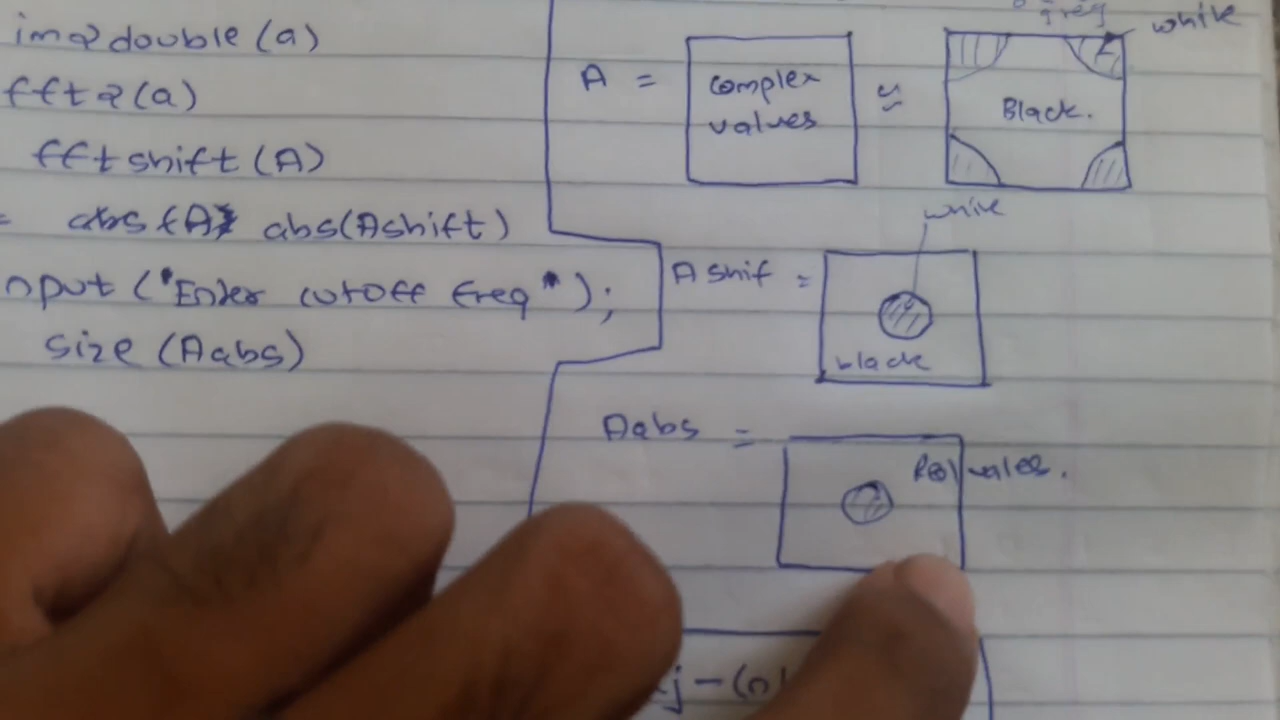 im2double (a)
fft2(a)
fftshift (A)
= abs(A) abs(Ashift)
nput ("Enter cutoff freq");
size (Aabs)
freq
white
A =
Complex
values
≈
Black.
white
A shif =
black
Aabs =
Real values.
j-(n